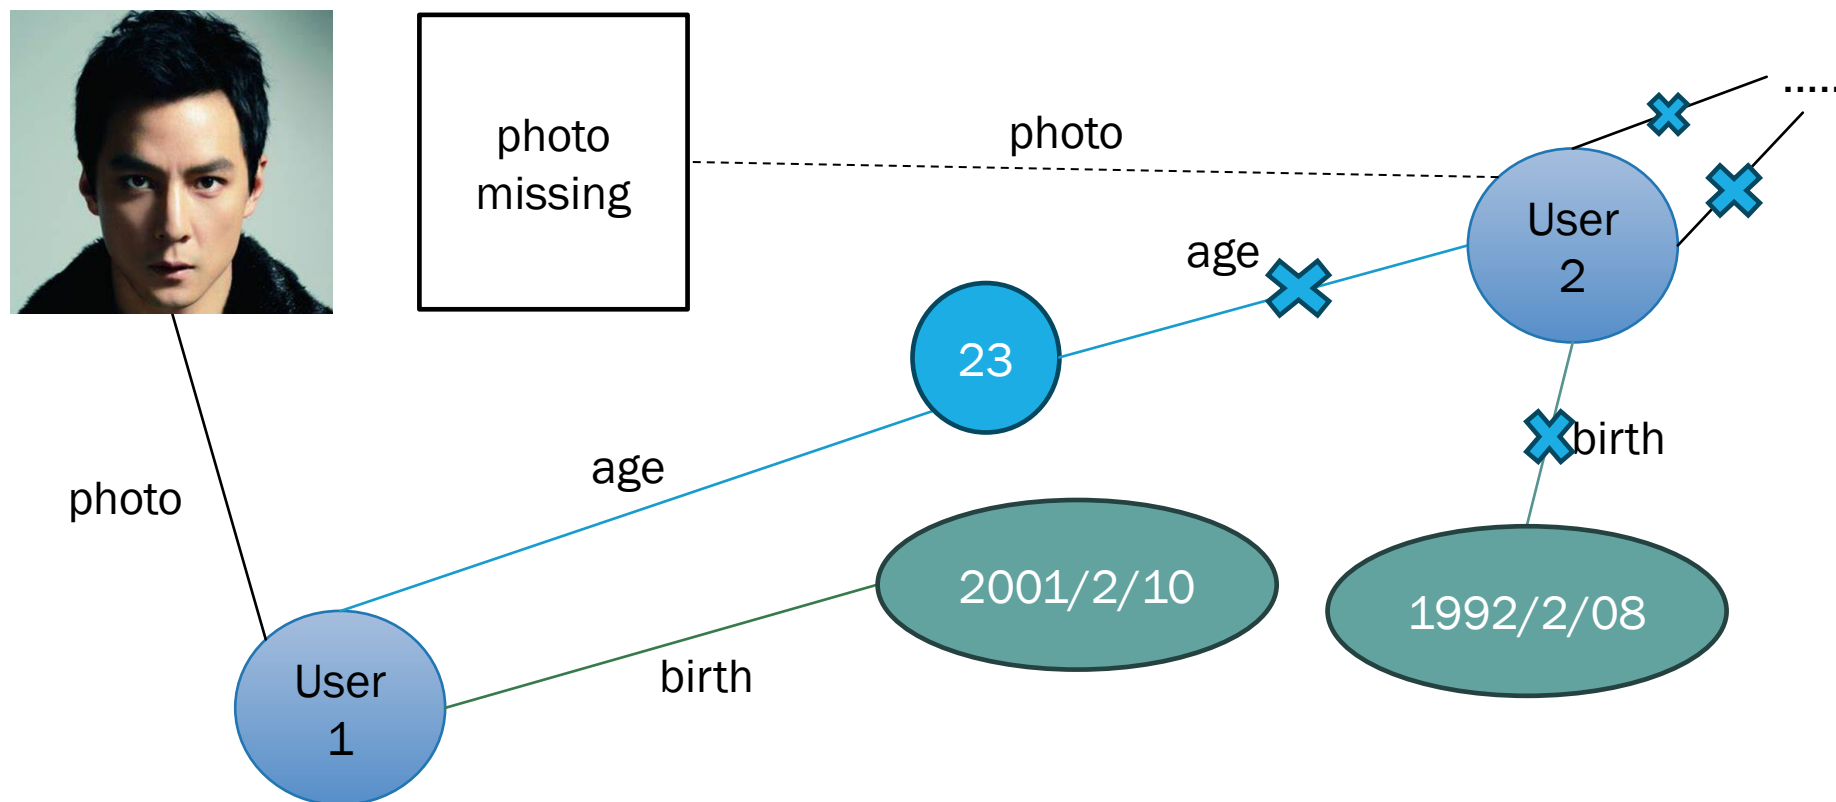 photo
missing
photo
.....
User
2
age
23
age
birth
photo
2001/2/10
1992/2/08
birth
User
1